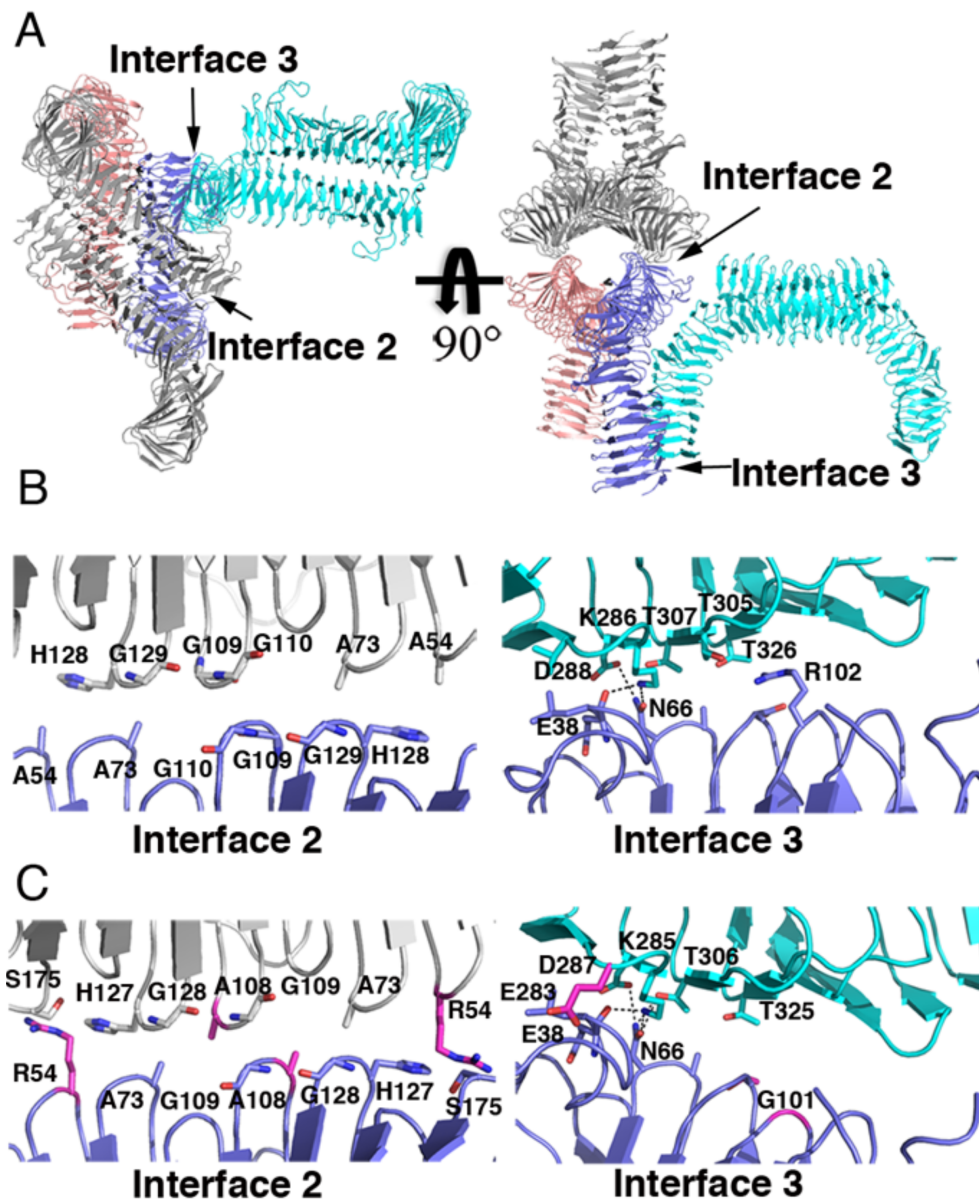 A
Interface 3
Interface 2
90°
Interface 2
Interface 3
B
H128 G129 G109 G110 A73 A54
A54 A73 G110 G109 G129 H128
Interface 2
K286 T307 T305
D288 T326
R102
E38 N66
Interface 3
C
S175 H127 G128 A108 G109 A73 R54
R54 A73 G109 A108 G128 H127 S175
Interface 2
K285 T306
D287
E283 T325
E38 N66
G101
Interface 3